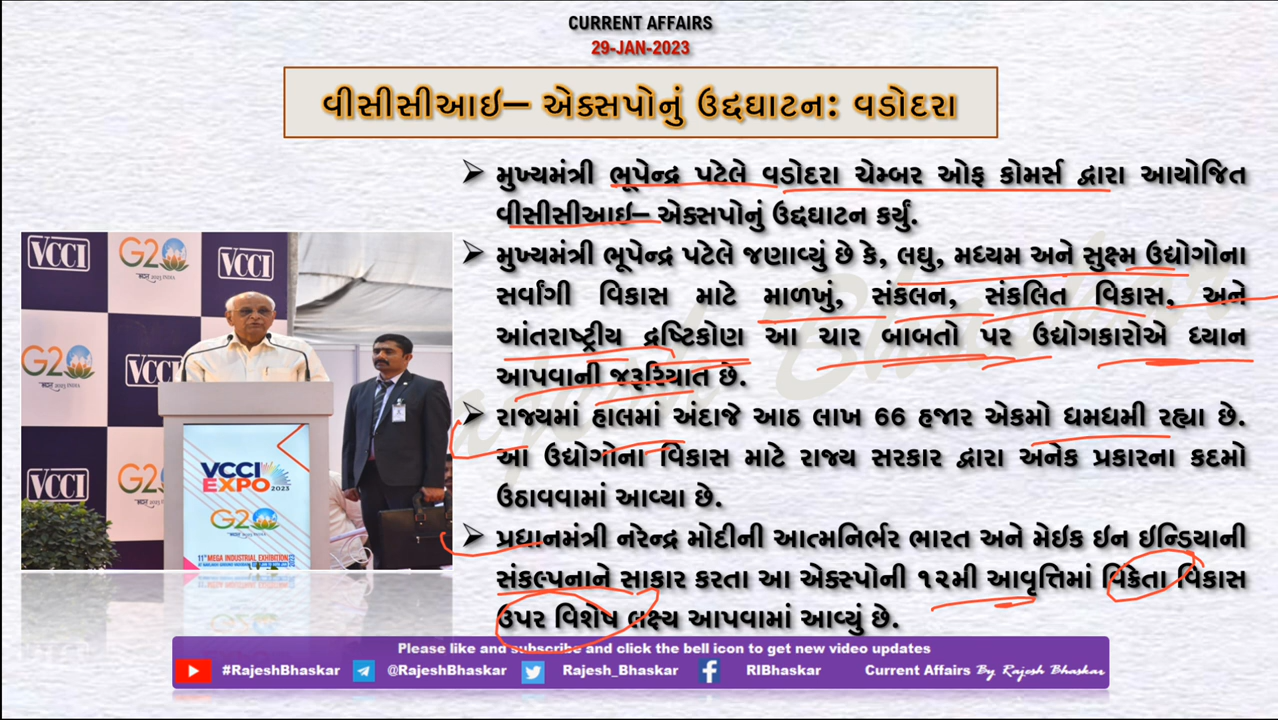 CURRENT AFFAIRS
29-JAN-2023
વીસીસીઆઇ– એક્સપોનું ઉદ્દઘાટન: વડોદરા
➢ મુખ્યમંત્રી ભૂપેન્દ્ર પટેલે વડોદરા ચેમ્બર ઓફ કોમર્સ દ્વારા આયોજિત
વીસીસીઆઇ– એક્સપોનું ઉદ્દઘાટન કર્યું.
➢ મુખ્યમંત્રી ભૂપેન્દ્ર પટેલે જણાવ્યું છે કે, લઘુ, મધ્યમ અને સુક્ષ્મ ઉદ્યોગોના
સર્વાંગી વિકાસ માટે માળખું, સંકલન, સંકલિત વિકાસ, અને
આંતરાષ્ટ્રીય દ્રષ્ટિકોણ આ ચાર બાબતો પર ઉદ્યોગકારોએ ધ્યાન
આપવાની જરૂરિયાત છે.
➢ રાજ્યમાં હાલમાં અંદાજે આઠ લાખ 66 હજાર એકમો ધમધમી રહ્યા છે.
આ ઉદ્યોગોના વિકાસ માટે રાજ્ય સરકાર દ્વારા અનેક પ્રકારના કદમો
ઉઠાવવામાં આવ્યા છે.
➢ પ્રધાનમંત્રી નરેન્દ્ર મોદીની આત્મનિર્ભર ભારત અને મેઇક ઇન ઇન્ડિયાની
સંકલ્પનાને સાકાર કરતા આ એક્સ્પોની ૧૨મી આવૃત્તિમાં વિક્રેતા વિકાસ
ઉપર વિશેષ લક્ષ્ય આપવામાં આવ્યું છે.
VCCI
G20
VCCI
G20
VCCI
VCCI
VCCI
EXPO 2023
G20
11th MEGA INDUSTRIAL EXHIBITION
Please like and subscribe and click the bell icon to get new video updates
#RajeshBhaskar @RajeshBhaskar Rajesh_Bhaskar RIBhaskar Current Affairs By Rajesh Bhaskar